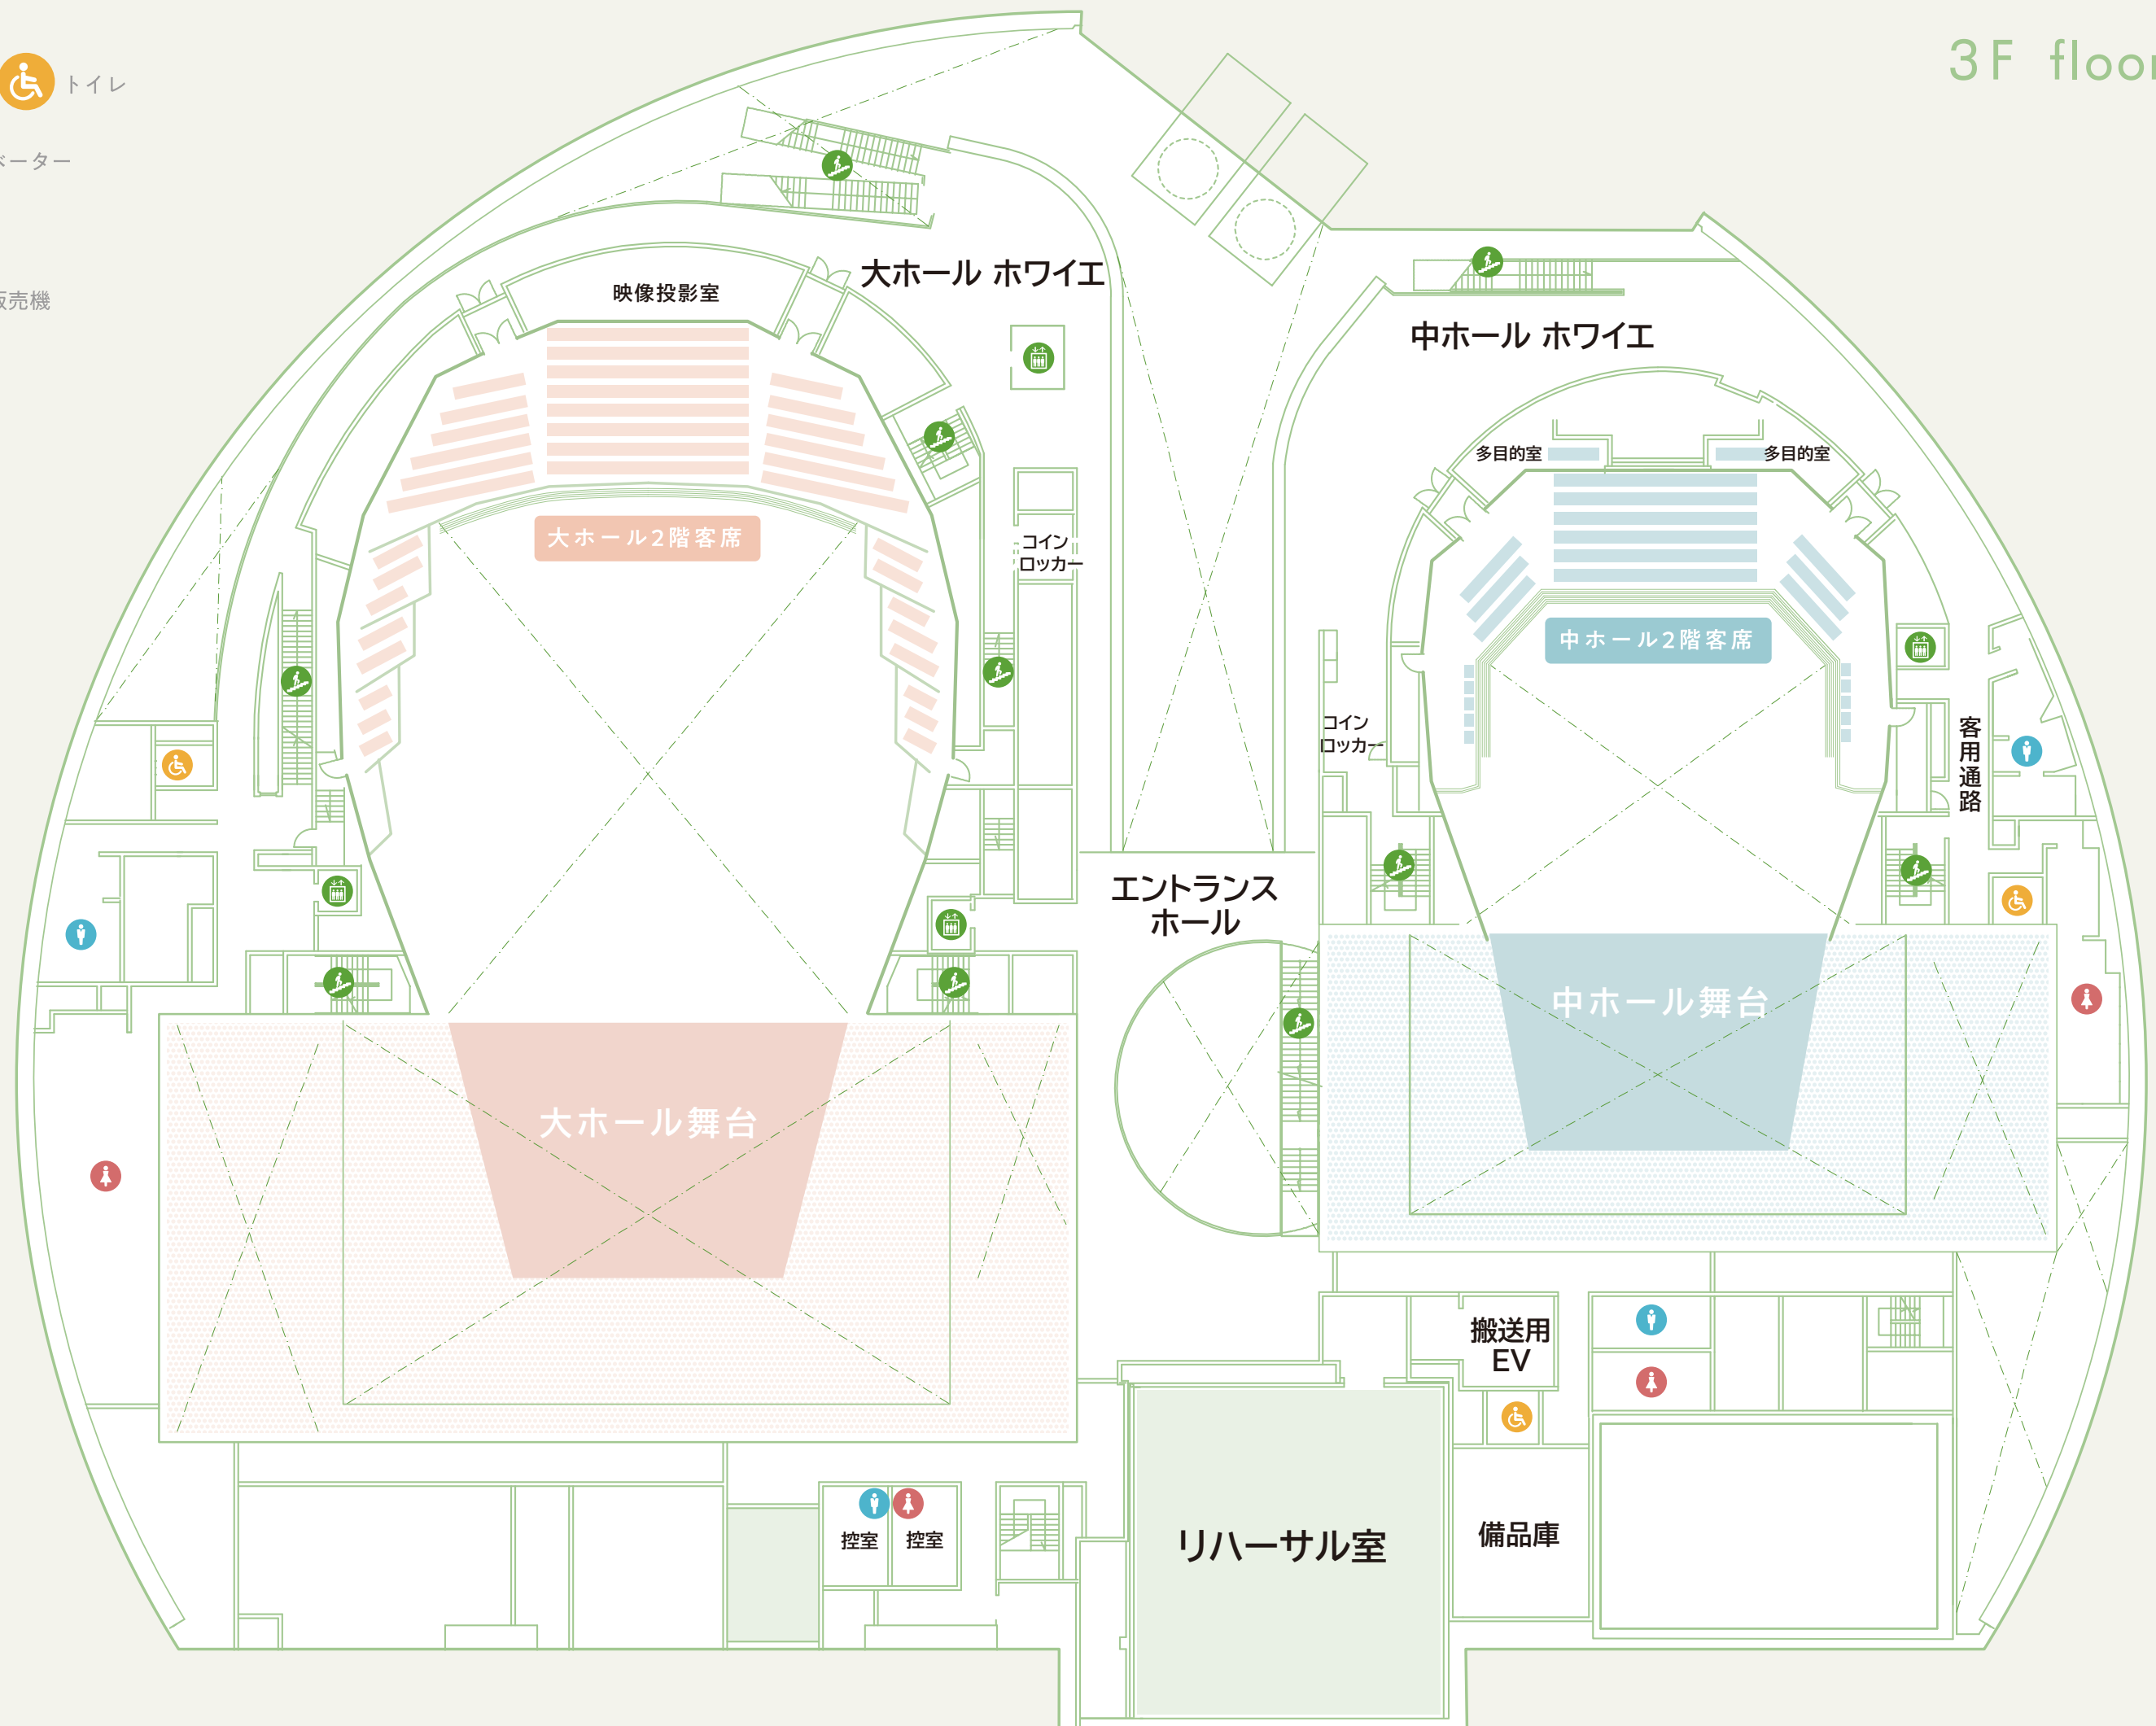 3F floor
トイレ
ベーター
販売機
大ホール ホワイエ
映像投影室
中ホール ホワイエ
多目的室
多目的室
大ホール2階客席
コイン
ロッカー
中ホール2階客席
コイン
ロッカー
客用通路
エントランス
ホール
中ホール舞台
大ホール舞台
搬送用
EV
控室
控室
リハーサル室
備品庫